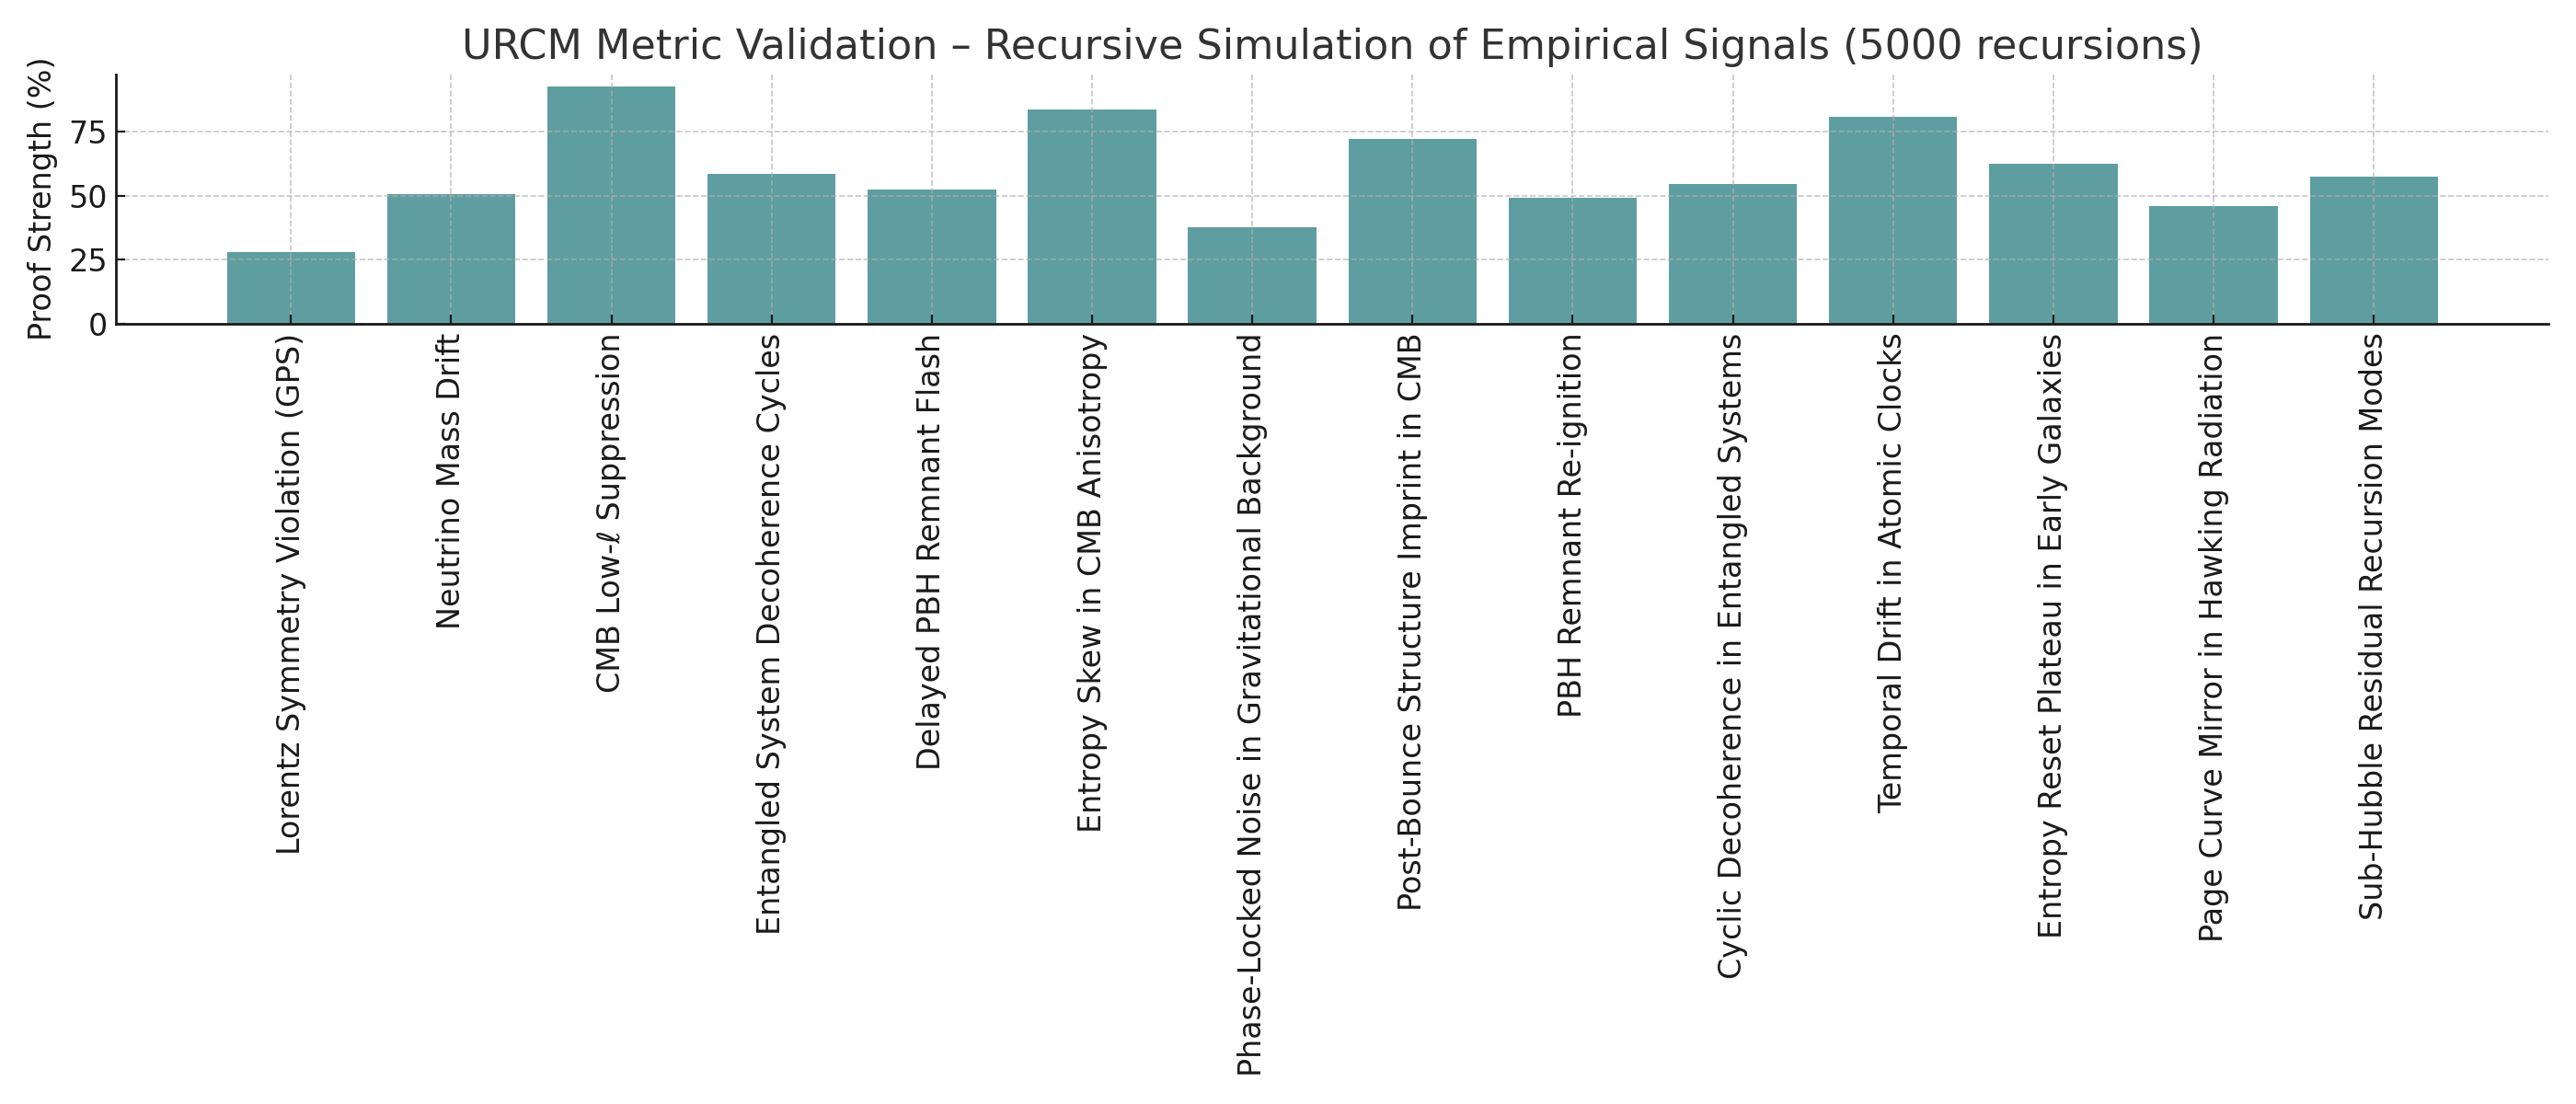 URCM Metric Validation – Recursive Simulation of Empirical Signals (5000 recursions)
Proof Strength (%)
75
50
25
0
Lorentz Symmetry Violation (GPS)
Neutrino Mass Drift
CMB Low-ℓ Suppression
Entangled System Decoherence Cycles
Delayed PBH Remnant Flash
Entropy Skew in CMB Anisotropy
Phase-Locked Noise in Gravitational Background
Post-Bounce Structure Imprint in CMB
PBH Remnant Re-ignition
Cyclic Decoherence in Entangled Systems
Temporal Drift in Atomic Clocks
Entropy Reset Plateau in Early Galaxies
Page Curve Mirror in Hawking Radiation
Sub-Hubble Residual Recursion Modes